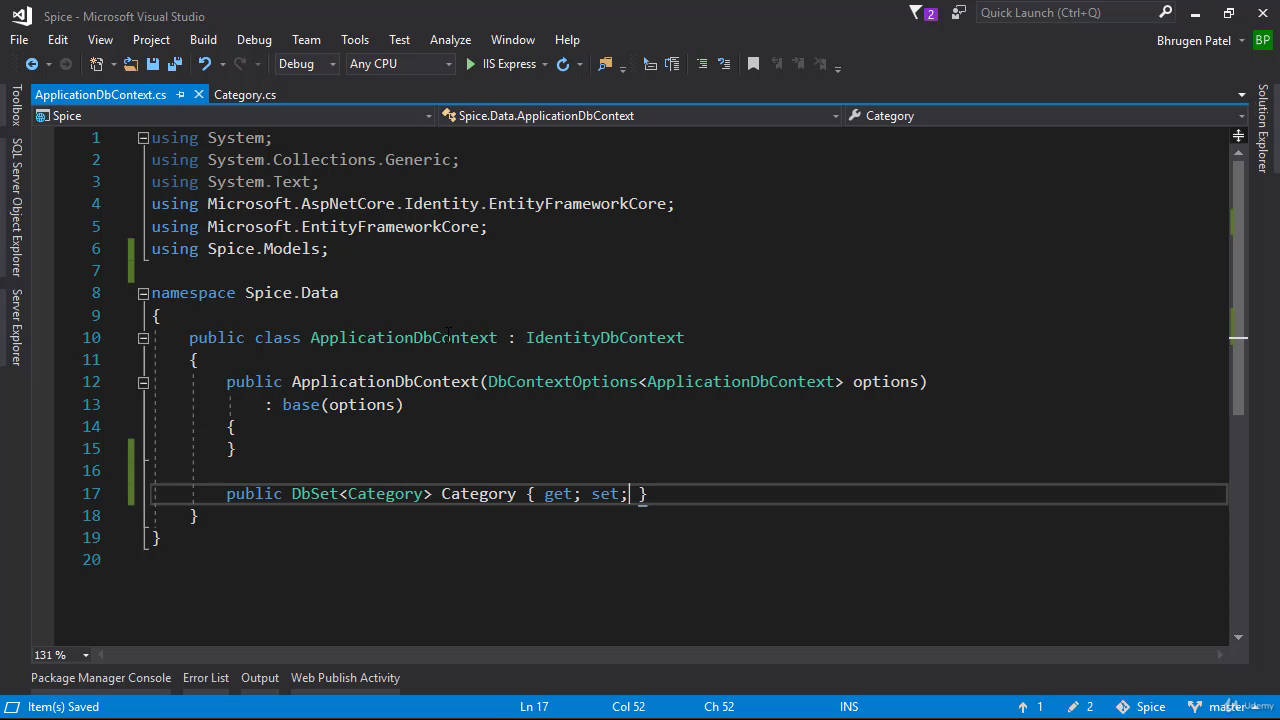 Spice - Microsoft Visual Studio
2
Quick Launch (Ctrl+Q)
File Edit View Project Build Debug Team Tools Test Analyze Window Help
Bhrugen Patel
BP
Debug Any CPU IIS Express
ApplicationDbContext.cs Category.cs
Spice Spice.Data.ApplicationDbContext Category
Toolbox
SQL Server Object Explorer
Server Explorer
Solution Explorer
1 using System;
2 using System.Collections.Generic;
3 using System.Text;
4 using Microsoft.AspNetCore.Identity.EntityFrameworkCore;
5 using Microsoft.EntityFrameworkCore;
6 using Spice.Models;
7
8 namespace Spice.Data
9 {
10 public class ApplicationDbContext : IdentityDbContext
11 {
12 public ApplicationDbContext(DbContextOptions<ApplicationDbContext> options)
13 : base(options)
14 {
15 }
16
17 public DbSet<Category> Category { get; set; }
18 }
19 }
20
131 %
Package Manager Console Error List Output Web Publish Activity
Item(s) Saved Ln 17 Col 52 Ch 52 INS 1 2 Spice master
Udemy